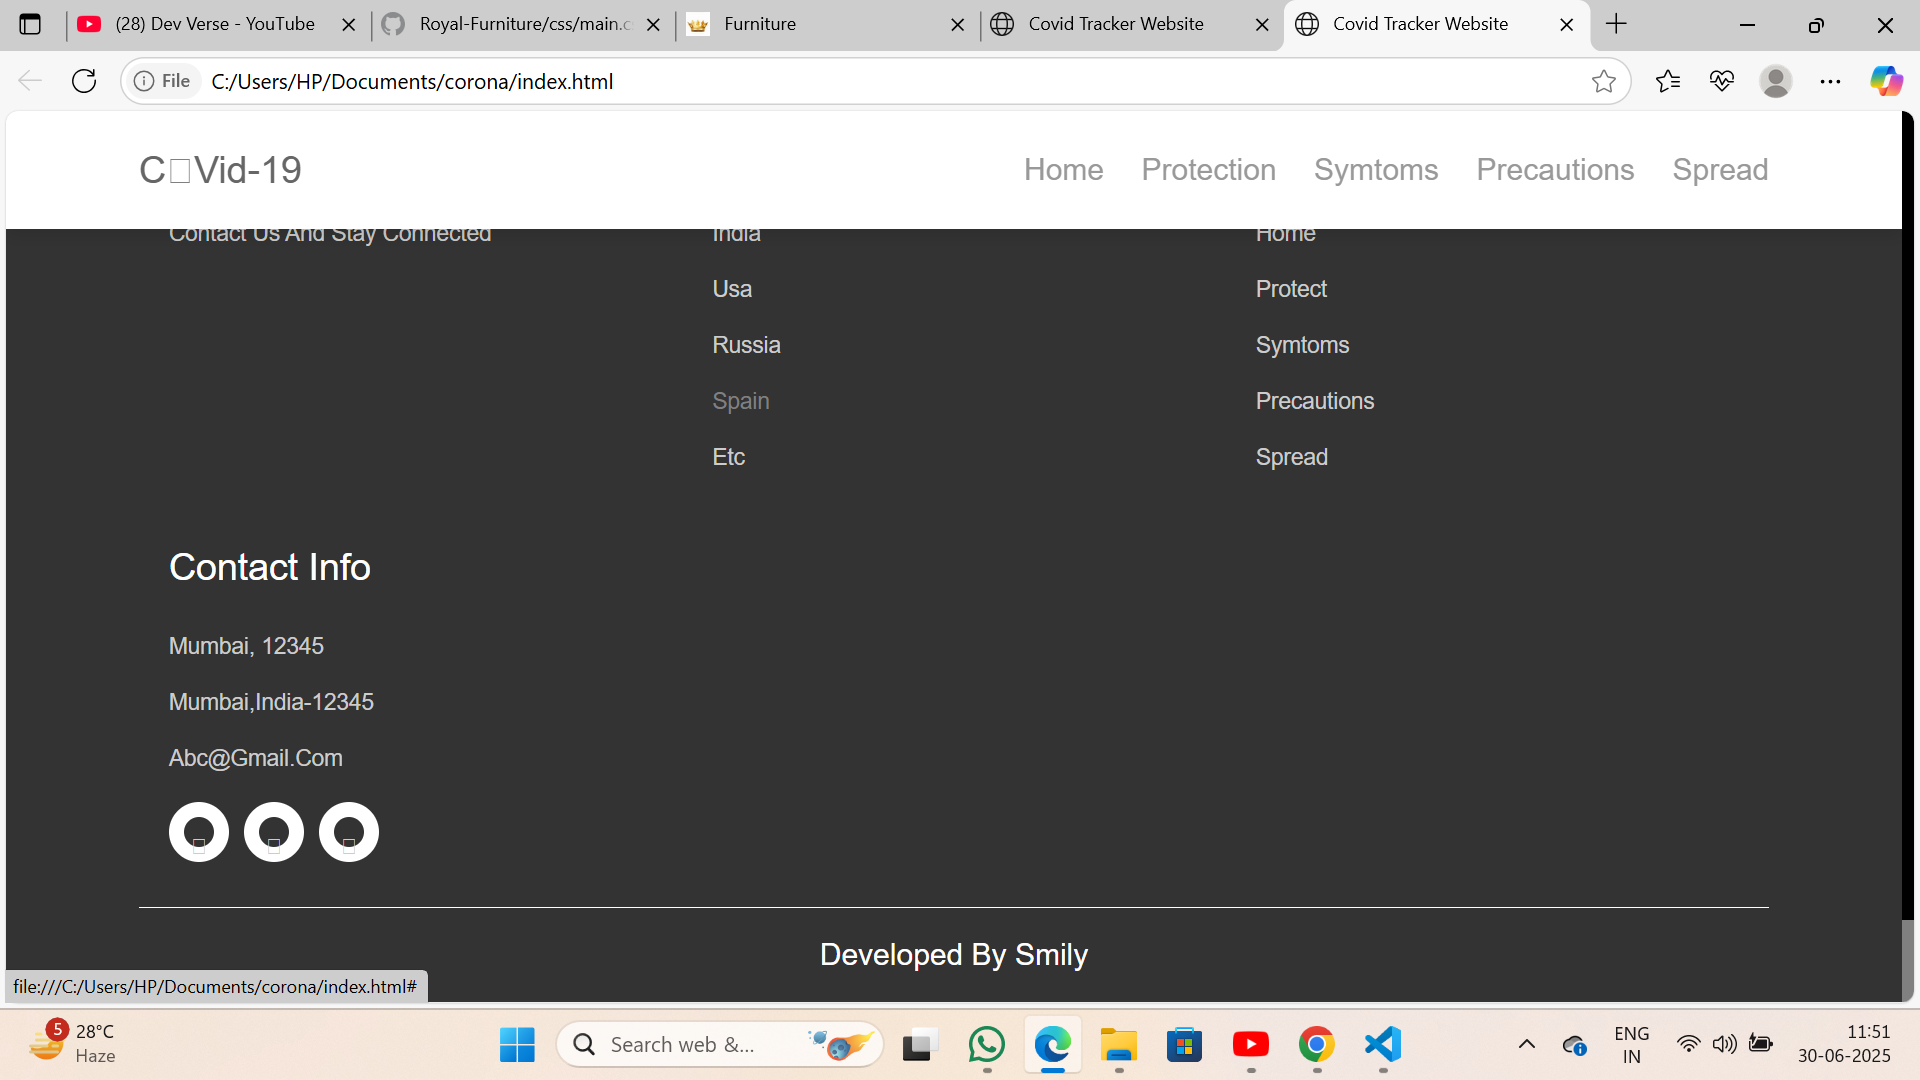 (28) Dev Verse - YouTube
Royal-Furniture/css/main.c
Furniture
Covid Tracker Website
Covid Tracker Website
File
C:/Users/HP/Documents/corona/index.html
C□Vid-19
Home
Protection
Symtoms
Precautions
Spread
Contact Us And Stay Connected
India
Home
Usa
Protect
Russia
Symtoms
Spain
Precautions
Etc
Spread
Contact Info
Mumbai, 12345
Mumbai,India-12345
Abc@Gmail.Com
Developed By Smily
file:///C:/Users/HP/Documents/corona/index.html#
5
28°C
Haze
Search web &...
ENG
IN
11:51
30-06-2025